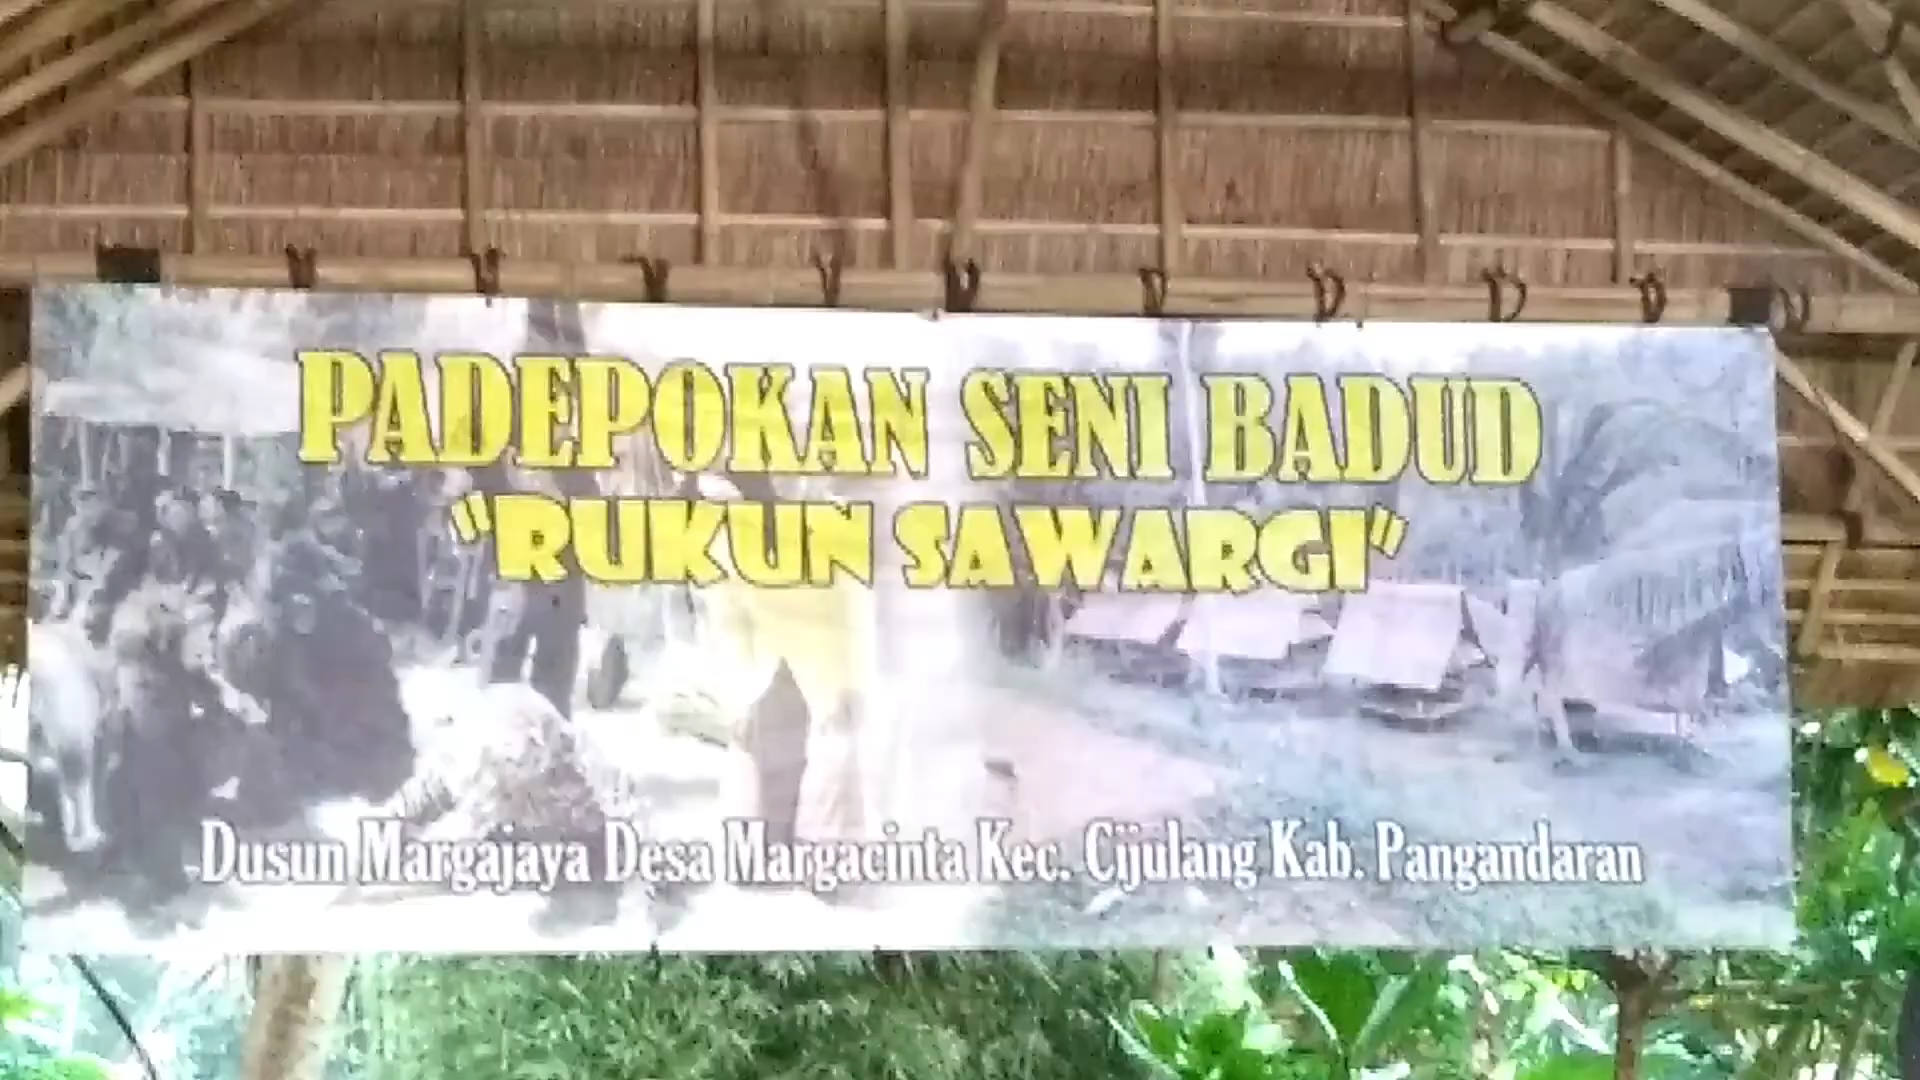 PADEPOKAN SENI BADUD
"RUKUN SAWARGI"
Dusun Margajaya Desa Margacinta Kec. Cijulang Kab. Pangandaran